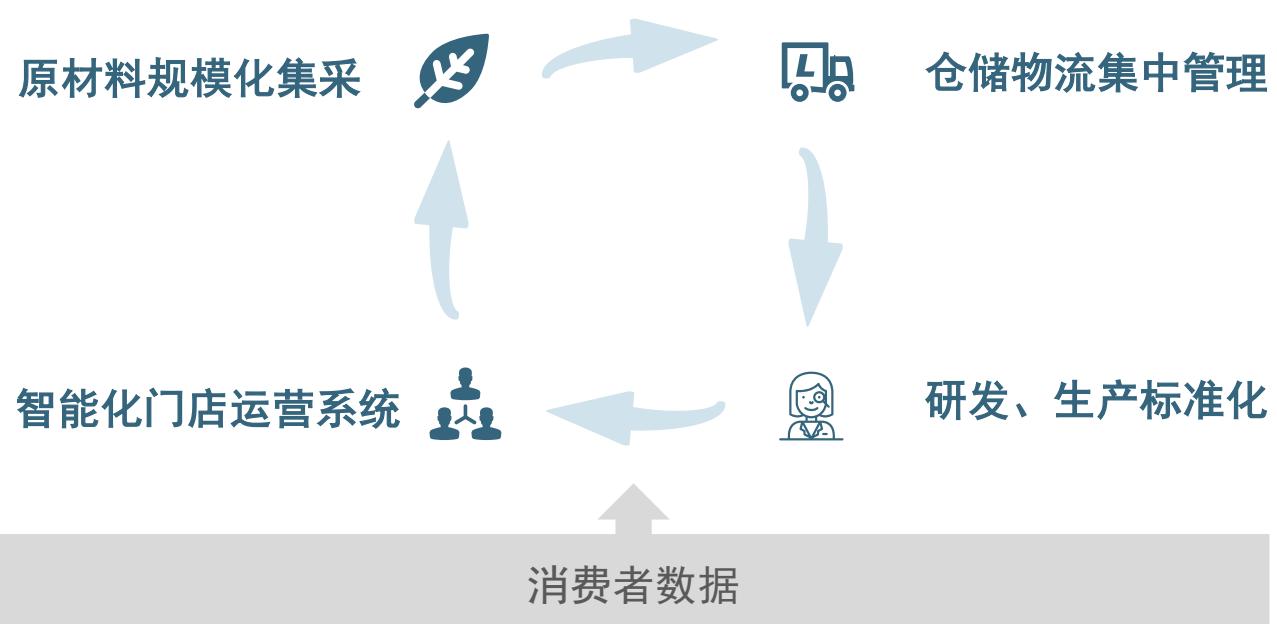 原材料规模化集采
仓储物流集中管理
智能化门店运营系统
研发、生产标准化
消费者数据